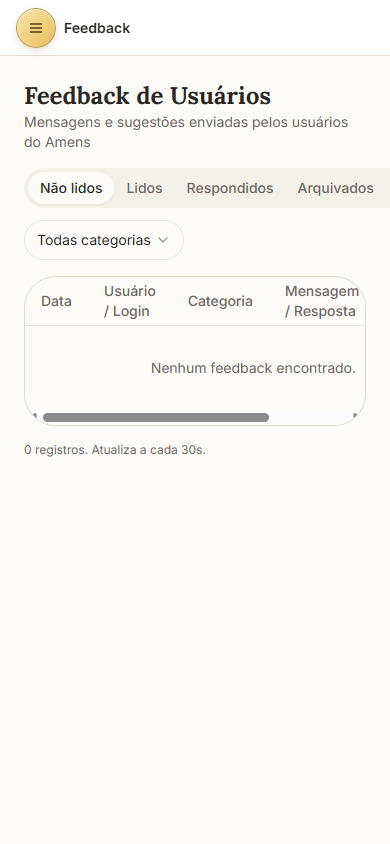 Feedback
Feedback de Usuários
Mensagens e sugestões enviadas pelos usuários
do Amens
Não lidos Lidos Respondidos Arquivados
Todas categorias
Data Usuário / Login Categoria Mensagem / Resposta
Nenhum feedback encontrado.
0 registros. Atualiza a cada 30s.